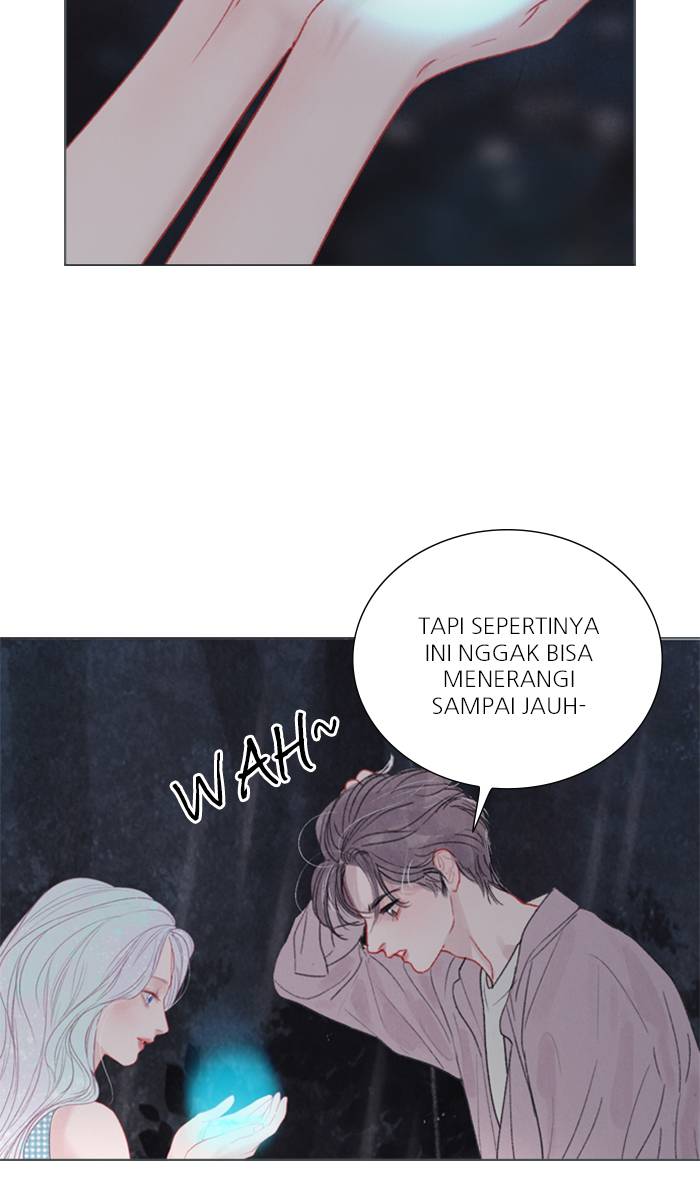 TAPI SEPERTINYA
INI NGGAK BISA
MENERANGI
SAMPAI JAUH-
WAH~